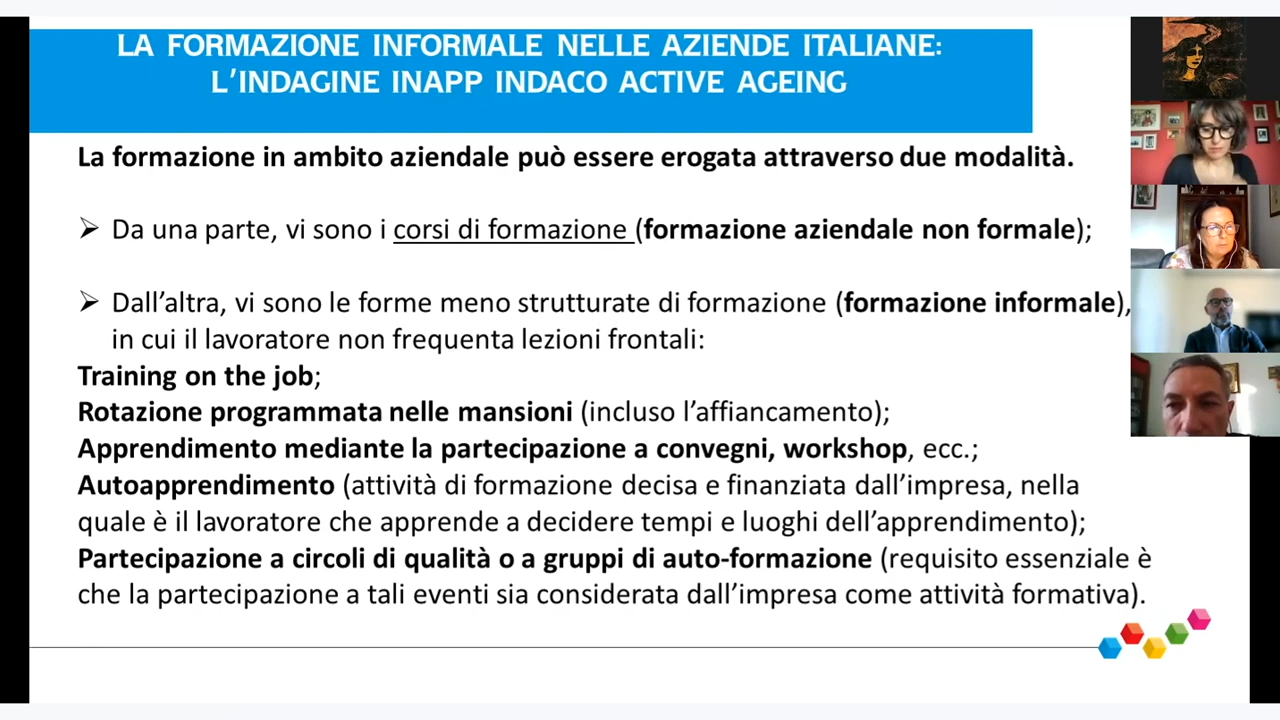 LA FORMAZIONE INFORMALE NELLE AZIENDE ITALIANE:
L’INDAGINE INAPP INDACO ACTIVE AGEING
La formazione in ambito aziendale può essere erogata attraverso due modalità.
➢ Da una parte, vi sono i corsi di formazione (formazione aziendale non formale);
➢ Dall’altra, vi sono le forme meno strutturate di formazione (formazione informale),
in cui il lavoratore non frequenta lezioni frontali:
Training on the job;
Rotazione programmata nelle mansioni (incluso l’affiancamento);
Apprendimento mediante la partecipazione a convegni, workshop, ecc.;
Autoapprendimento (attività di formazione decisa e finanziata dall’impresa, nella
quale è il lavoratore che apprende a decidere tempi e luoghi dell’apprendimento);
Partecipazione a circoli di qualità o a gruppi di auto-formazione (requisito essenziale è
che la partecipazione a tali eventi sia considerata dall’impresa come attività formativa).